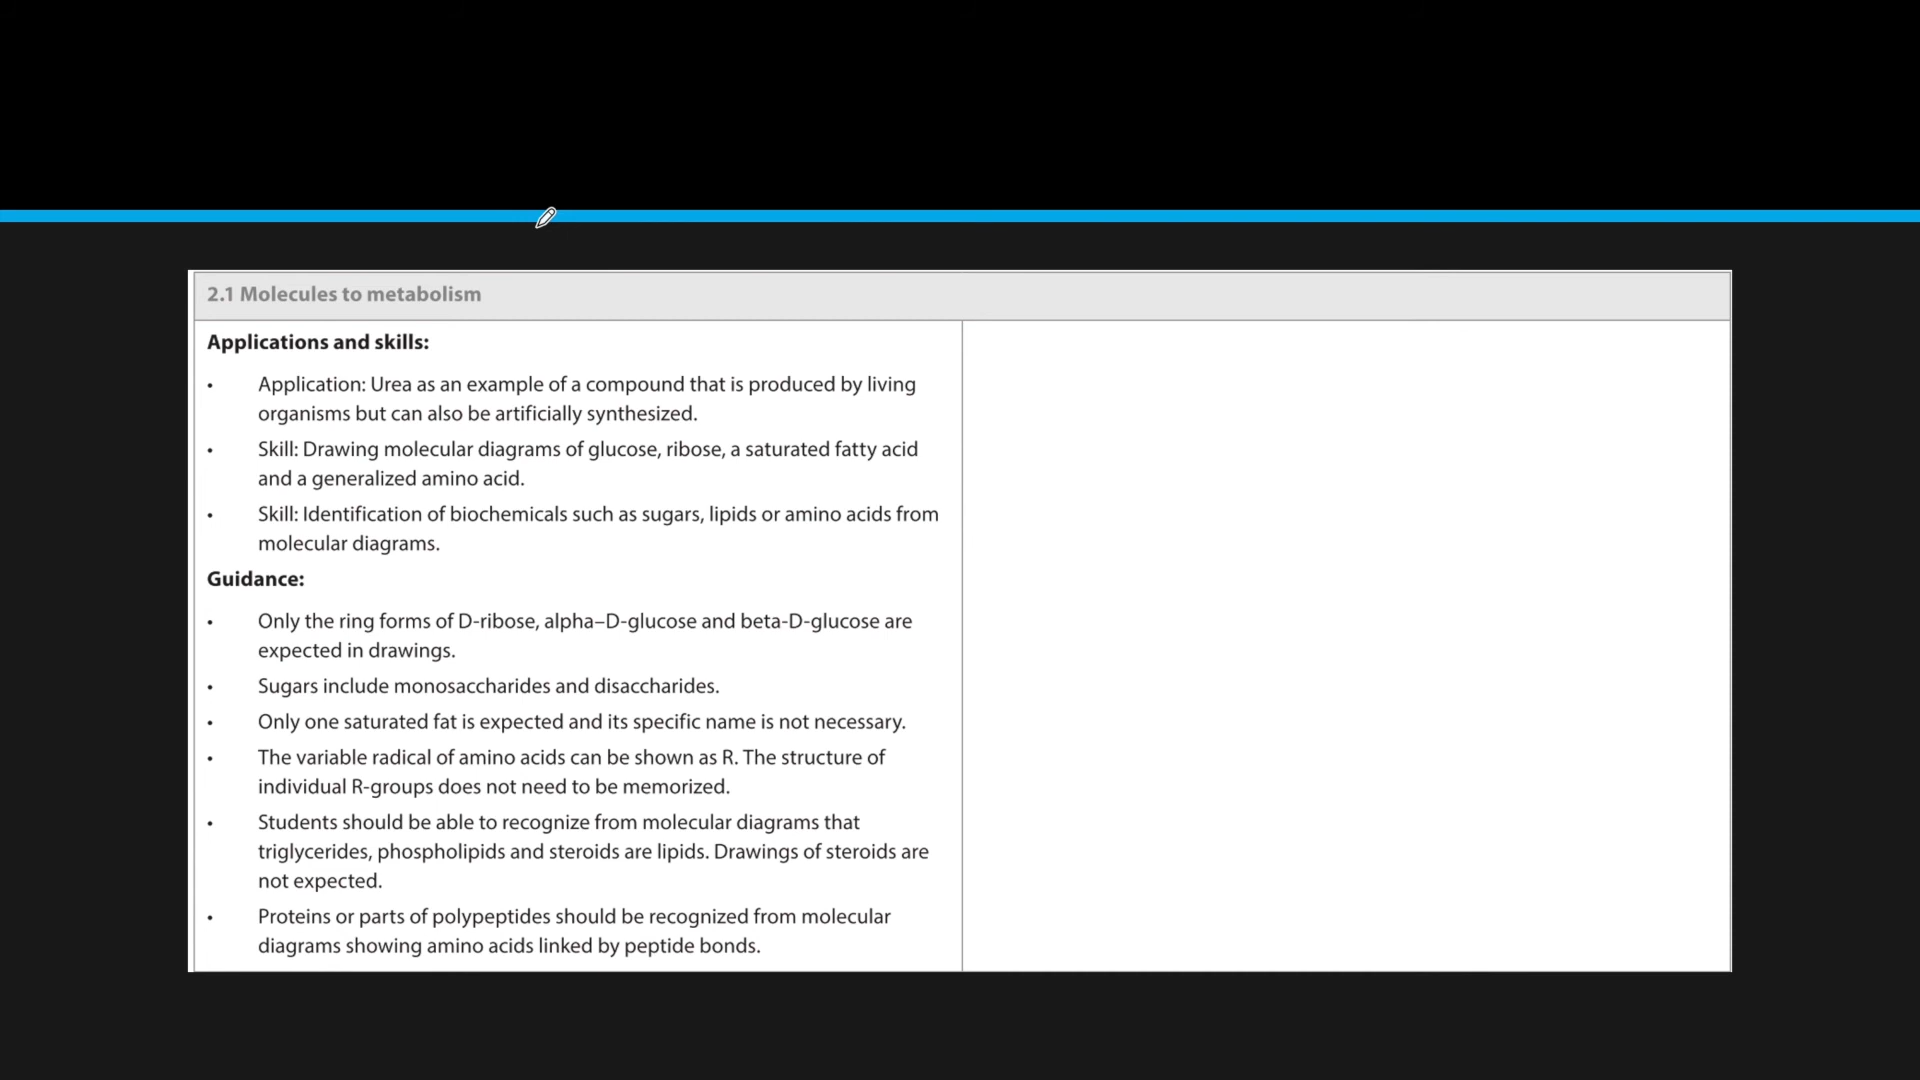 2.1 Molecules to metabolism
Applications and skills:
• Application: Urea as an example of a compound that is produced by living
organisms but can also be artificially synthesized.
• Skill: Drawing molecular diagrams of glucose, ribose, a saturated fatty acid
and a generalized amino acid.
• Skill: Identification of biochemicals such as sugars, lipids or amino acids from
molecular diagrams.
Guidance:
• Only the ring forms of D-ribose, alpha–D-glucose and beta-D-glucose are
expected in drawings.
• Sugars include monosaccharides and disaccharides.
• Only one saturated fat is expected and its specific name is not necessary.
• The variable radical of amino acids can be shown as R. The structure of
individual R-groups does not need to be memorized.
• Students should be able to recognize from molecular diagrams that
triglycerides, phospholipids and steroids are lipids. Drawings of steroids are
not expected.
• Proteins or parts of polypeptides should be recognized from molecular
diagrams showing amino acids linked by peptide bonds.